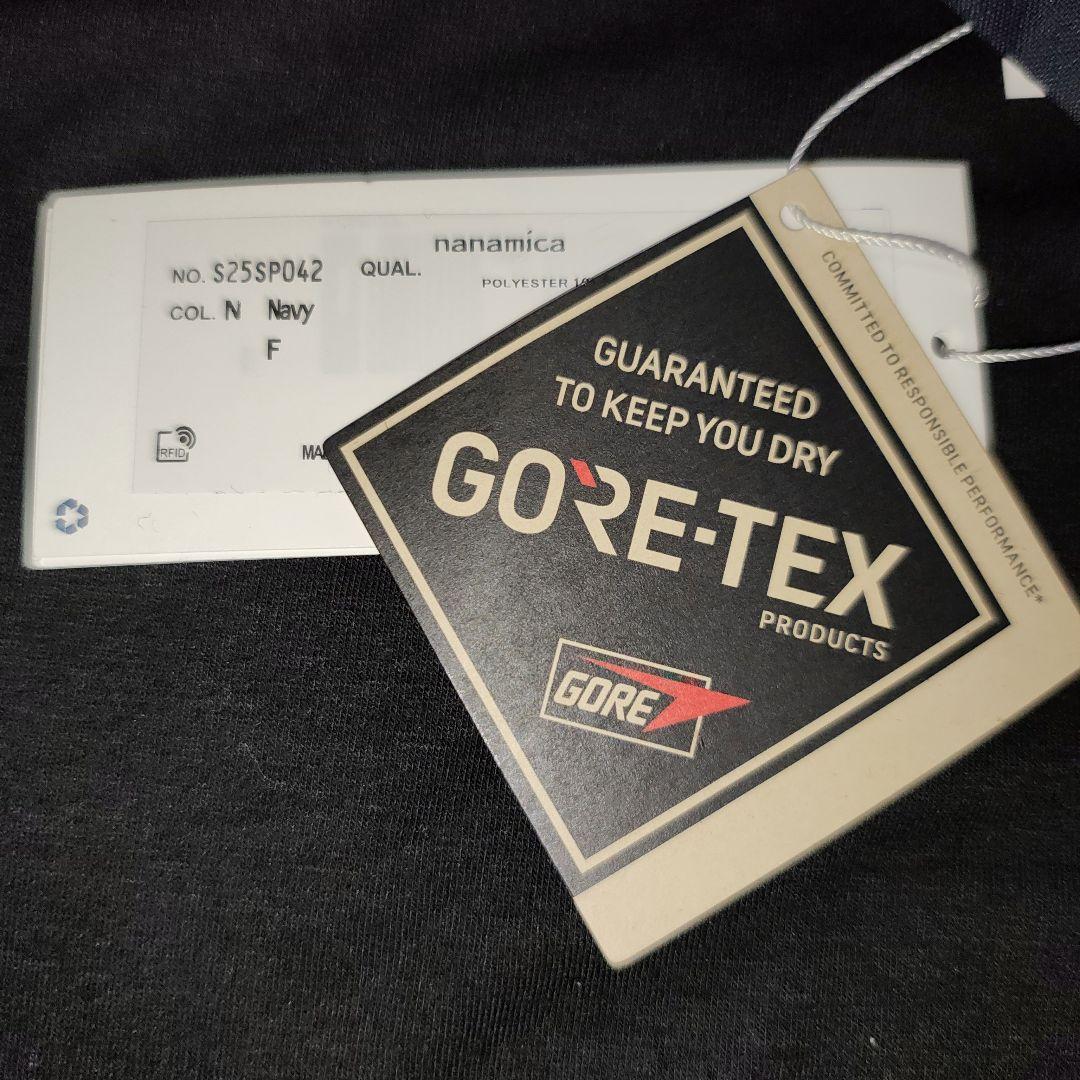 nanamica
NO. S25SP042 QUAL.
POLYESTER
COL. N Navy
F
RFID
GUARANTEED
TO KEEP YOU DRY
GORE-TEX
PRODUCTS
GORE
COMMITTED TO RESPONSIBLE PERFORMANCE*